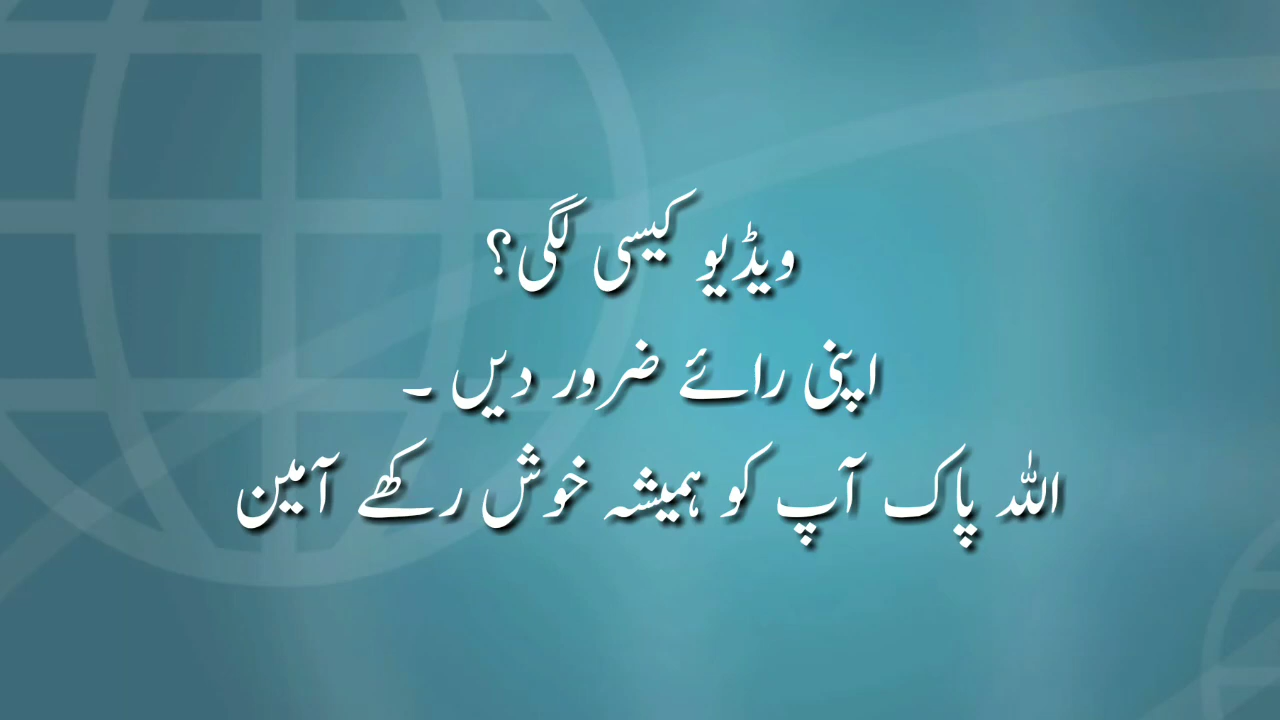 ویڈیو کیسی لگی؟
اپنی رائے ضرور دیں ۔
اللہ پاک آپ کو ہمیشہ خوش رکھے آمین